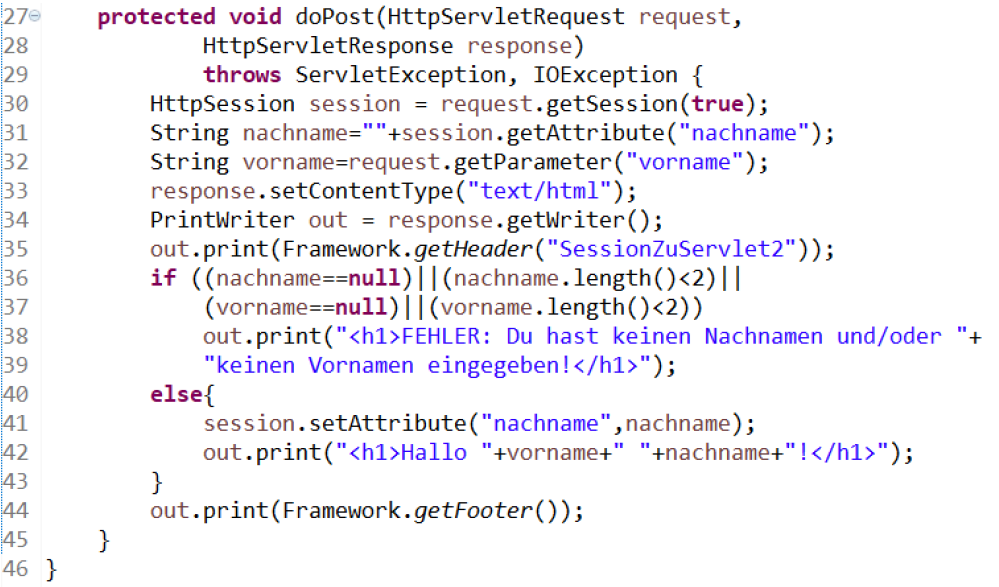 27 protected void doPost(HttpServletRequest request,
28 HttpServletResponse response)
29 throws ServletException, IOException {
30 HttpSession session = request.getSession(true);
31 String nachname=""+session.getAttribute("nachname");
32 String vorname=request.getParameter("vorname");
33 response.setContentType("text/html");
34 PrintWriter out = response.getWriter();
35 out.print(Framework.getHeader("SessionZuServlet2"));
36 if ((nachname==null)||(nachname.length()<2)||
37 (vorname==null)||(vorname.length()<2))
38 out.print("<h1>FEHLER: Du hast keinen Nachnamen und/oder "+
39 "keinen Vornamen eingegeben!</h1>");
40 else{
41 session.setAttribute("nachname",nachname);
42 out.print("<h1>Hallo "+vorname+" "+nachname+"!</h1>");
43 }
44 out.print(Framework.getFooter());
45 }
46 }